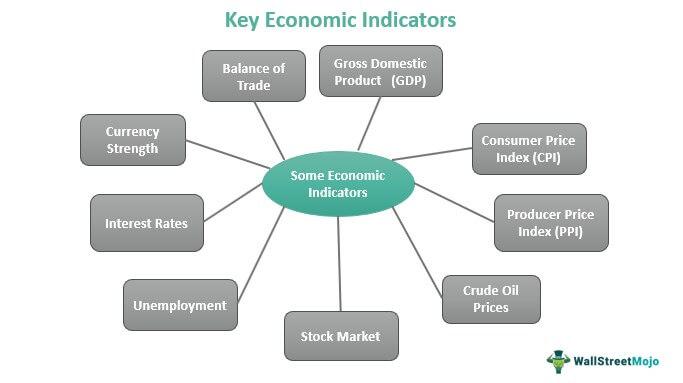 Key Economic Indicators
Balance of
Trade
Gross Domestic
Product (GDP)
Currency
Strength
Consumer Price
Index (CPI)
Some Economic
Indicators
Interest Rates
Producer Price
Index (PPI)
Unemployment
Crude Oil
Prices
Stock Market
WallStreetMojo